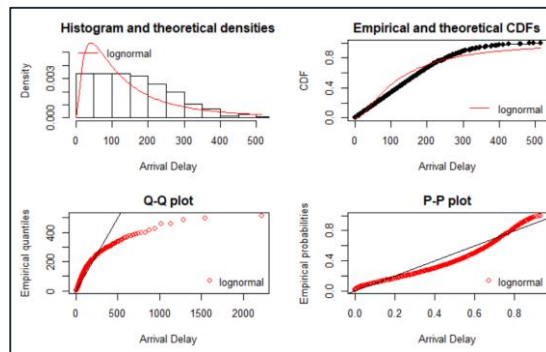 Histogram and theoretical densities
Density
0.000
0.003
lognormal
0 100 200 300 400 500
Arrival Delay
Empirical and theoretical CDFs
CDF
0.0 0.4 0.8
lognormal
0 100 200 300 400 500
Arrival Delay
Q-Q plot
Empirical quantiles
0 200 400
lognormal
0 500 1000 1500 2000
Arrival Delay
P-P plot
Empirical probabilities
0.0 0.4 0.8
lognormal
0.0 0.2 0.4 0.6 0.8
Arrival Delay